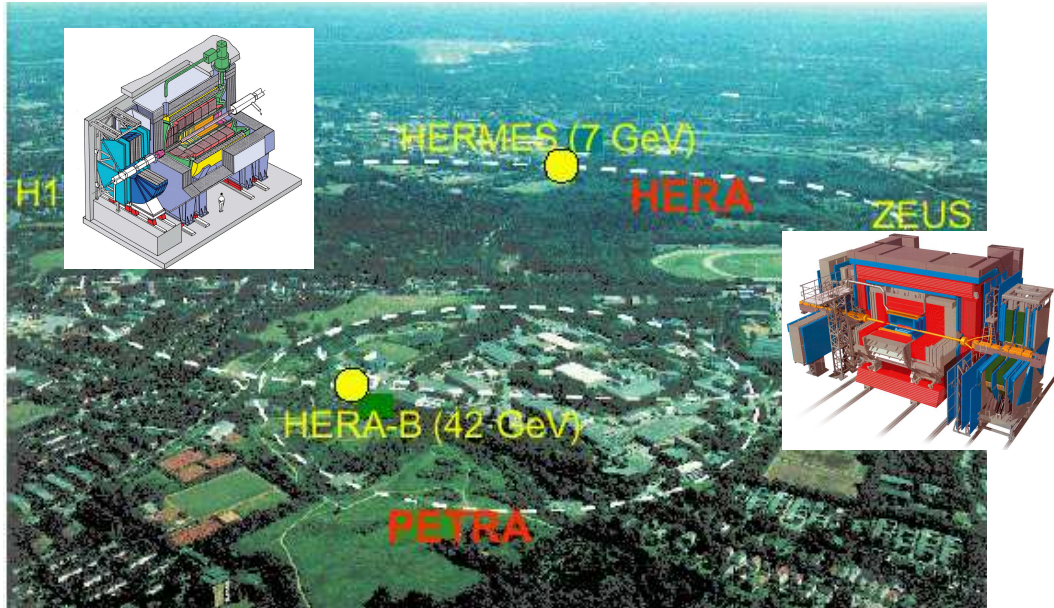 HERMES (7 GeV)
H1
HERA
ZEUS
HERA-B (42 GeV)
PETRA